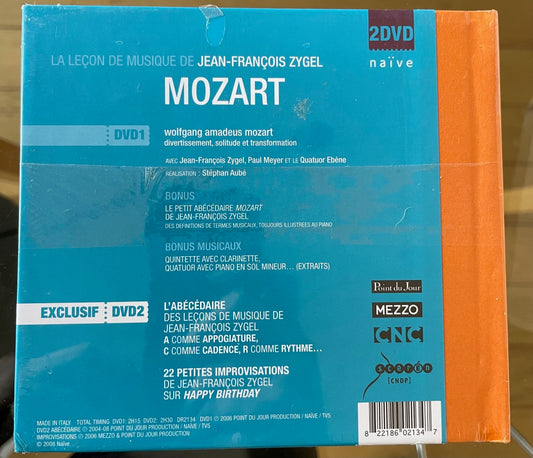 2DVD
naïve
LA LEÇON DE MUSIQUE DE JEAN-FRANÇOIS ZYGEL
MOZART
DVD1
wolfgang amadeus mozart
divertissement, solitude et transformation
AVEC Jean-François Zygel, Paul Meyer ET LE Quatuor Ebène
RÉALISATION : Stéphan Aubé
BONUS
LE PETIT ABÉCÉDAIRE MOZART
DE JEAN-FRANÇOIS ZYGEL
DES DÉFINITIONS DE TERMES MUSICAUX, TOUJOURS ILLUSTRÉES AU PIANO
BONUS MUSICAUX
QUINTETTE AVEC CLARINETTE,
QUATUOR AVEC PIANO EN SOL MINEUR... (EXTRAITS)
EXCLUSIF DVD2
L'ABÉCÉDAIRE
DES LEÇONS DE MUSIQUE DE
JEAN-FRANÇOIS ZYGEL
A COMME APPOGIATURE,
C COMME CADENCE, R COMME RYTHME...
22 PETITES IMPROVISATIONS
DE JEAN-FRANÇOIS ZYGEL
SUR HAPPY BIRTHDAY
Point du Jour
MEZZO
CNC
scérén
[CNDP]
MADE IN ITALY TOTAL TIMING DVD1: 2H15 DVD2: 2H30 DR2134 DVD1 ℗ 2006 POINT DU JOUR PRODUCTION / NAÏVE / TV5
DVD2 ABÉCÉDAIRE ℗ 2004-08 POINT DU JOUR PRODUCTION / NAÏVE / TV5
IMPROVISATIONS ℗ 2006 MEZZO & POINT DU JOUR PRODUCTION / NAÏVE / TV5
© 2008 Naïve
8 22186 02134 7